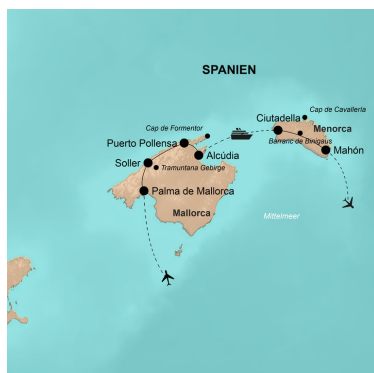 SPANIEN
Cap de Cavalleria
Ciutadella
Menorca
Cap de Formentor
Barranc de Binigaus
Puerto Pollensa
Mahón
Alcúdia
Soller
Tramuntana Gebirge
Palma de Mallorca
Mallorca
Mittelmeer